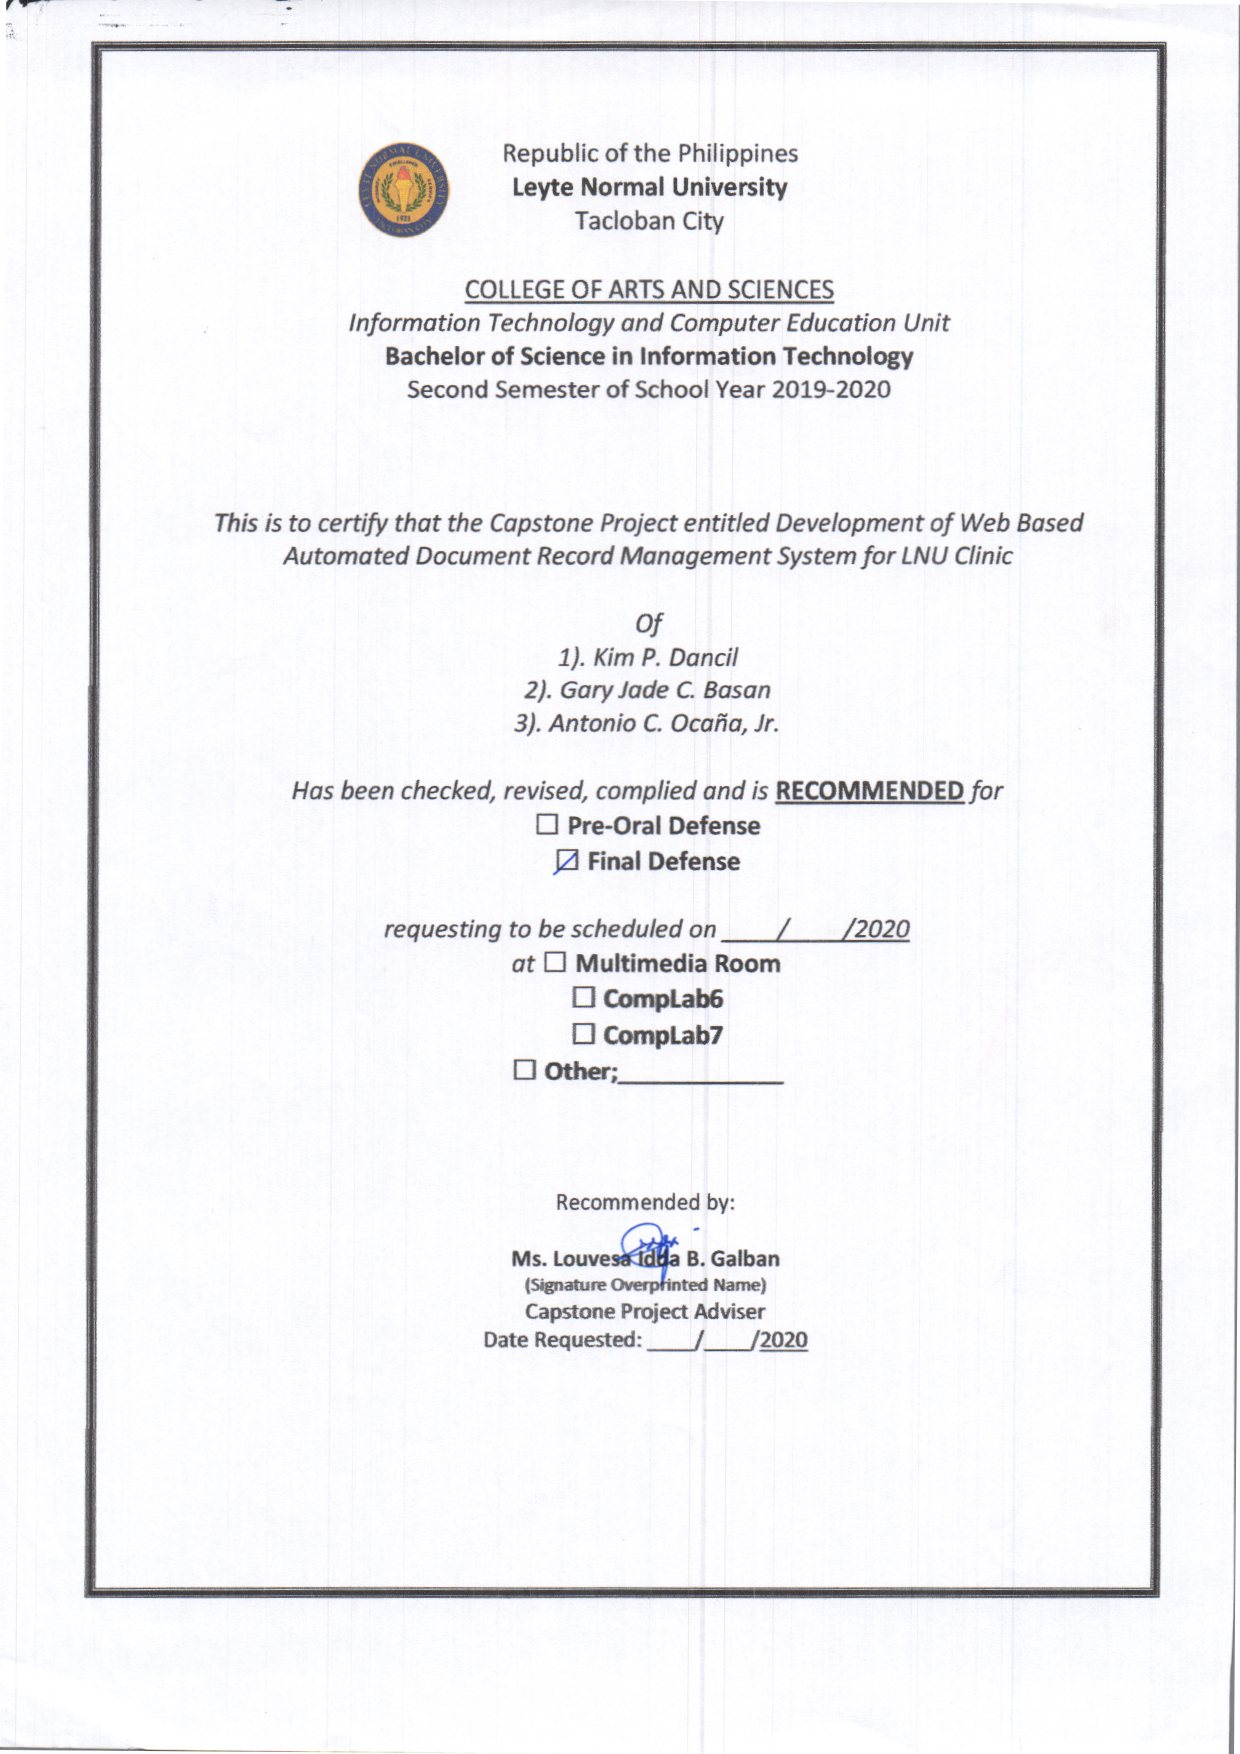 Republic of the Philippines
Leyte Normal University
Tacloban City
COLLEGE OF ARTS AND SCIENCES
Information Technology and Computer Education Unit
Bachelor of Science in Information Technology
Second Semester of School Year 2019-2020
This is to certify that the Capstone Project entitled Development of Web Based
Automated Document Record Management System for LNU Clinic
Of
1). Kim P. Dancil
2). Gary Jade C. Basan
3). Antonio C. Ocaña, Jr.
Has been checked, revised, complied and is RECOMMENDED for
☐ Pre-Oral Defense
☑ Final Defense
requesting to be scheduled on ____/____/2020
at ☐ Multimedia Room
☐ CompLab6
☐ CompLab7
☐ Other;____________
Recommended by:
Ms. Louvesa Idda B. Galban
(Signature Overprinted Name)
Capstone Project Adviser
Date Requested: ____/____/2020